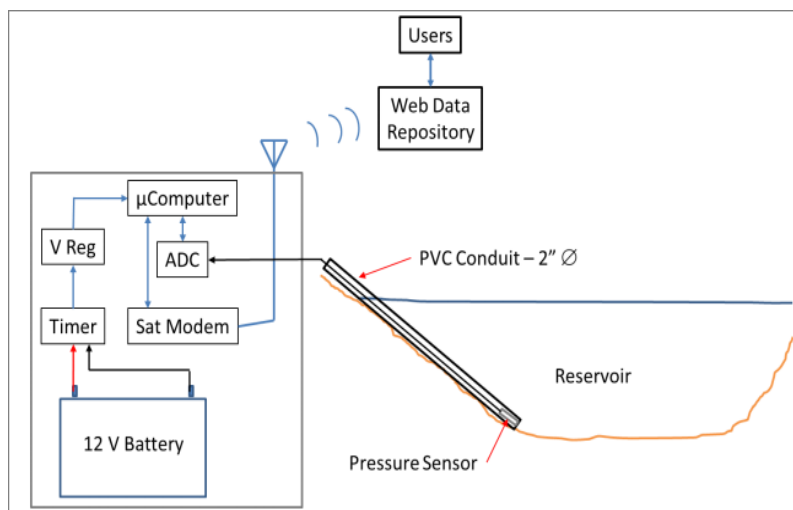 Users
Web Data
Repository
µComputer
V Reg
ADC
PVC Conduit – 2” ∅
Timer
Sat Modem
Reservoir
12 V Battery
Pressure Sensor